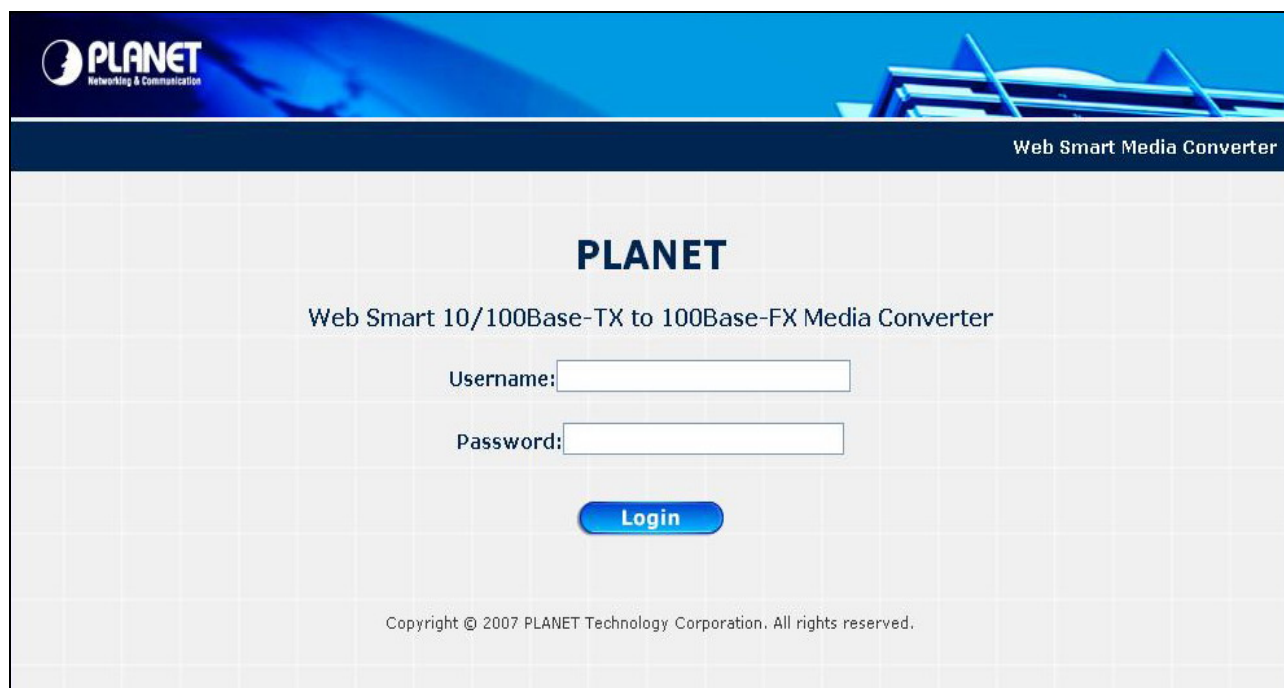 PLANET
Networking & Communication
Web Smart Media Converter
PLANET
Web Smart 10/100Base-TX to 100Base-FX Media Converter
Username:
Password:
Login
Copyright © 2007 PLANET Technology Corporation. All rights reserved.